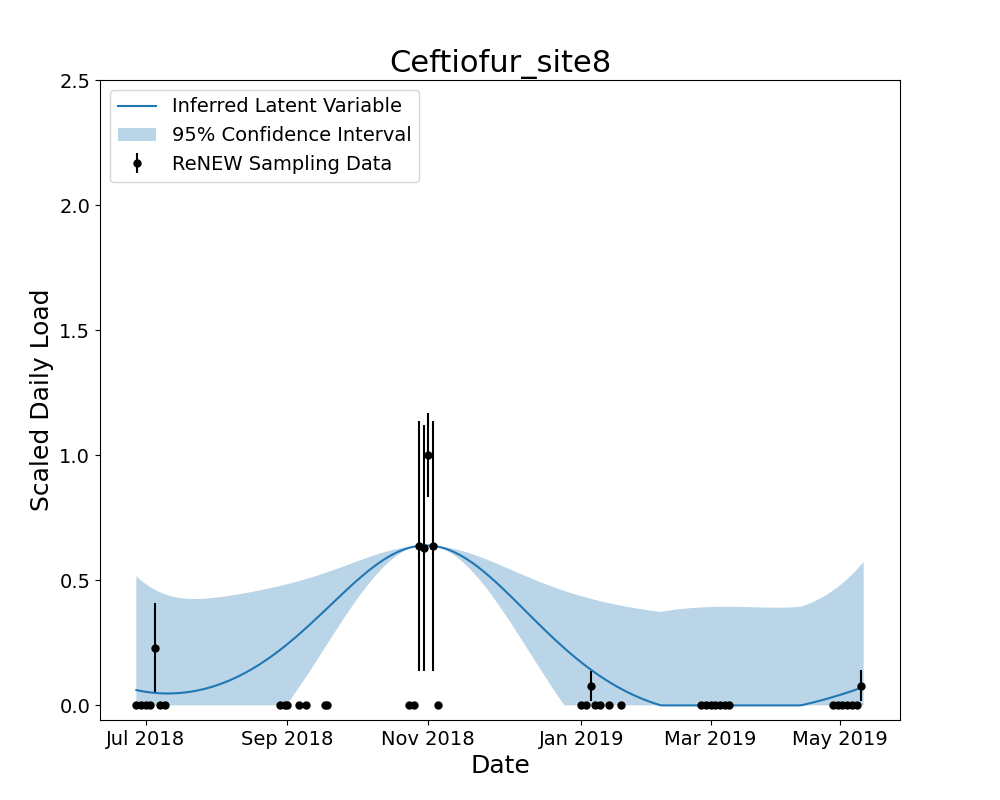 Ceftiofur_site8
Inferred Latent Variable
95% Confidence Interval
ReNEW Sampling Data
Scaled Daily Load
2.5
2.0
1.5
1.0
0.5
0.0
Jul 2018 Sep 2018 Nov 2018 Jan 2019 Mar 2019 May 2019
Date